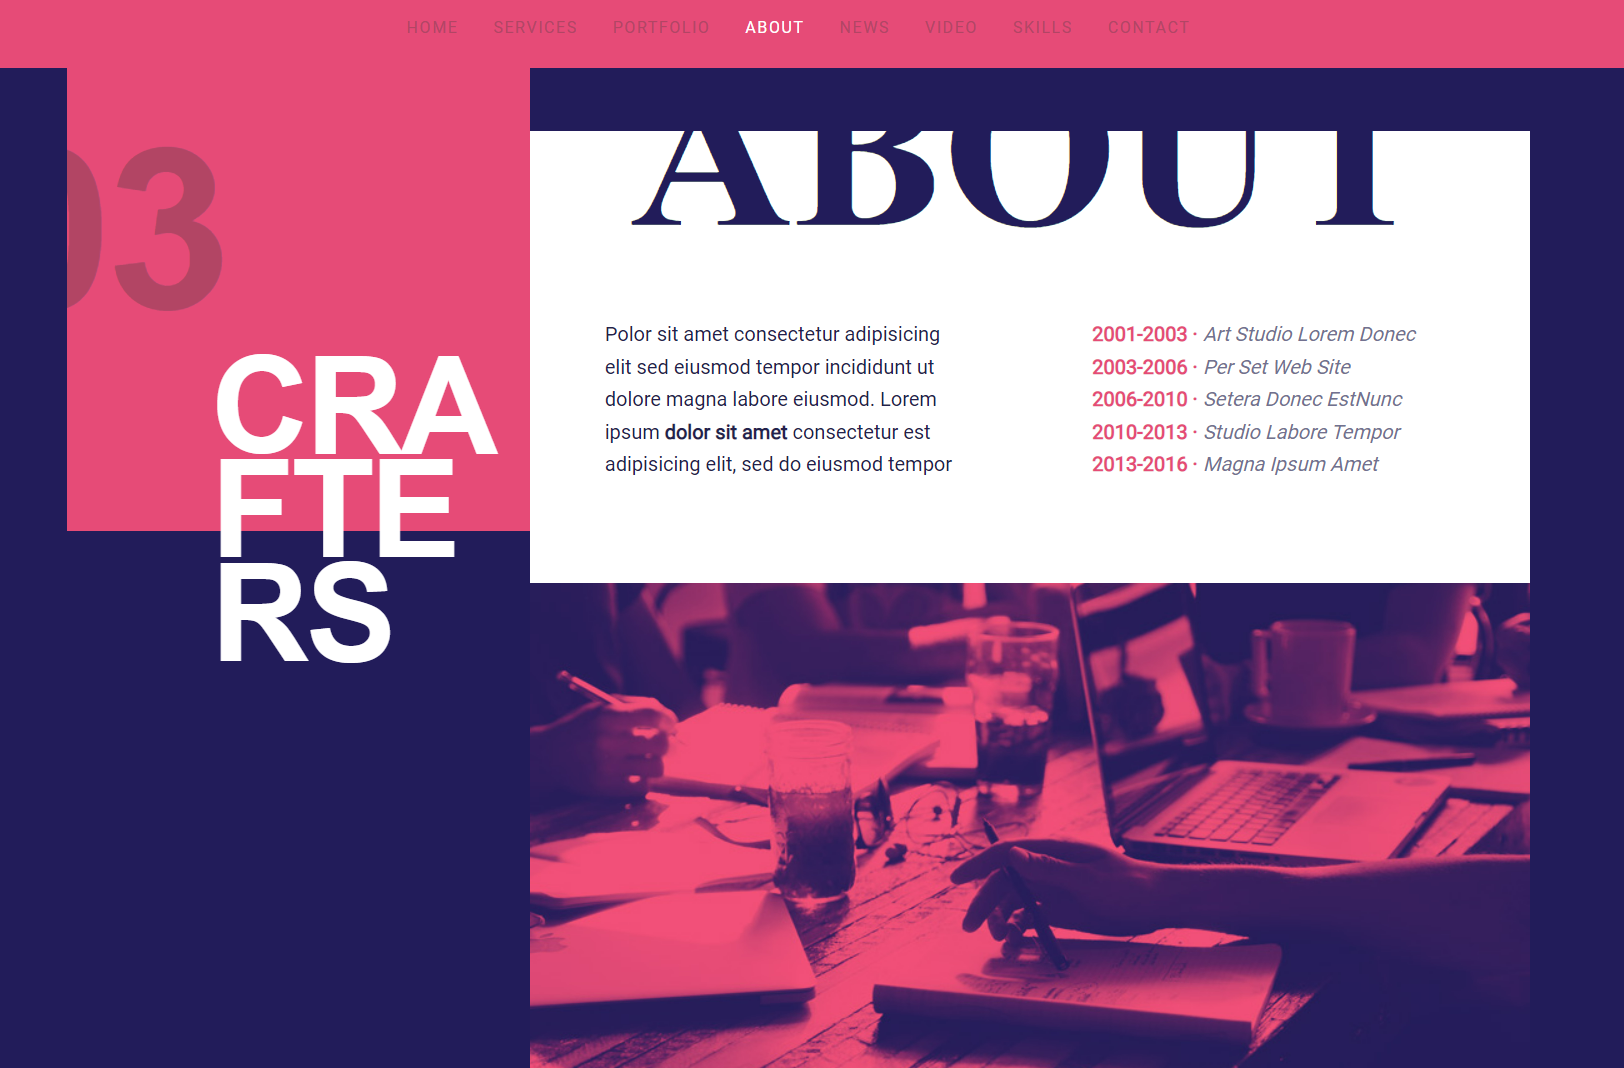 HOME SERVICES PORTFOLIO ABOUT NEWS VIDEO SKILLS CONTACT
03
CRA
FTE
RS
ABOUT
Polor sit amet consectetur adipisicing
elit sed eiusmod tempor incididunt ut
dolore magna labore eiusmod. Lorem
ipsum dolor sit amet consectetur est
adipisicing elit, sed do eiusmod tempor
2001-2003 · Art Studio Lorem Donec
2003-2006 · Per Set Web Site
2006-2010 · Setera Donec EstNunc
2010-2013 · Studio Labore Tempor
2013-2016 · Magna Ipsum Amet